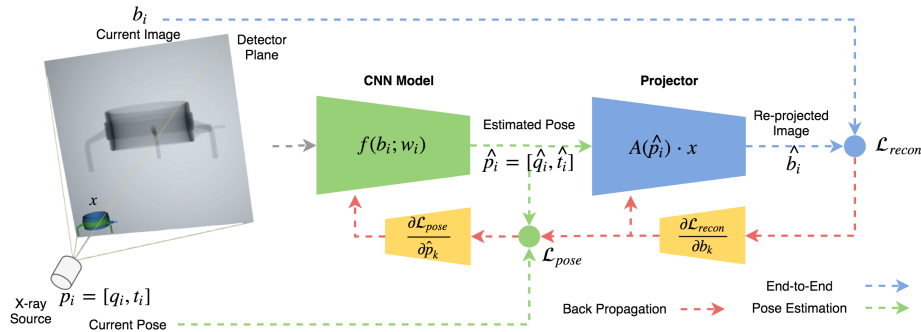 b_i
Current Image
Detector
Plane
CNN Model
Projector
f(b_i; w_i)
Estimated Pose
p̂_i = [q̂_i, t̂_i]
A(p̂_i) · x
Re-projected
Image
b̂_i
ℒ_recon
x
∂ℒ_pose
∂p̂_k
ℒ_pose
∂ℒ_recon
∂b_k
X-ray
Source
p_i = [q_i, t_i]
Current Pose
End-to-End
Back Propagation
Pose Estimation